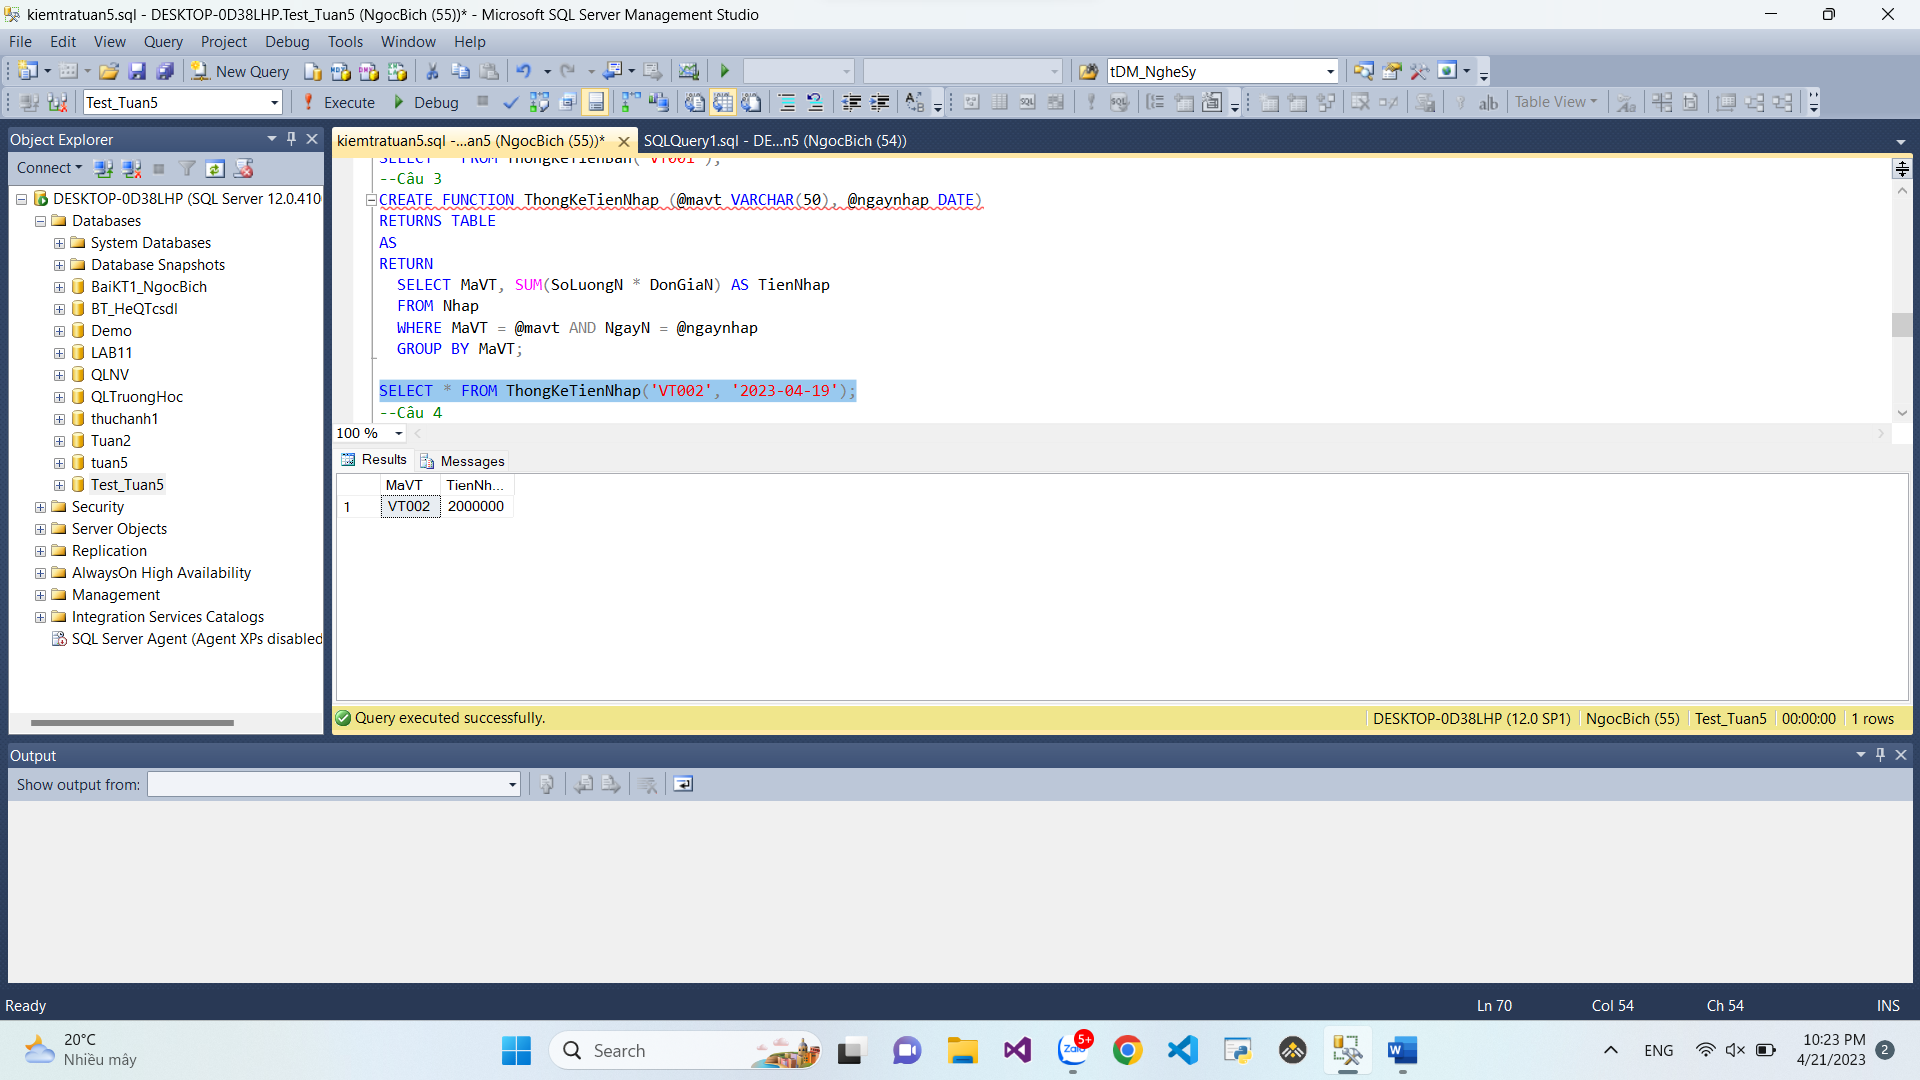 kiemtratuan5.sql - DESKTOP-0D38LHP.Test_Tuan5 (NgocBich (55))* - Microsoft SQL Server Management Studio
File Edit View Query Project Debug Tools Window Help
New Query tDM_NgheSy
Test_Tuan5 Execute Debug Table View
Object Explorer
Connect
DESKTOP-0D38LHP (SQL Server 12.0.410
Databases
System Databases
Database Snapshots
BaiKT1_NgocBich
BT_HeQTcsdl
Demo
LAB11
QLNV
QLTruongHoc
thuchanh1
Tuan2
tuan5
Test_Tuan5
Security
Server Objects
Replication
AlwaysOn High Availability
Management
Integration Services Catalogs
SQL Server Agent (Agent XPs disabled
kiemtratuan5.sql -...an5 (NgocBich (55))* SQLQuery1.sql - DE...n5 (NgocBich (54))
SELECT * FROM ThongKeTienBan('VT001');
--Câu 3
CREATE FUNCTION ThongKeTienNhap (@mavt VARCHAR(50), @ngaynhap DATE)
RETURNS TABLE
AS
RETURN
SELECT MaVT, SUM(SoLuongN * DonGiaN) AS TienNhap
FROM Nhap
WHERE MaVT = @mavt AND NgayN = @ngaynhap
GROUP BY MaVT;
SELECT * FROM ThongKeTienNhap('VT002', '2023-04-19');
--Câu 4
100 %
Results Messages
MaVT TienNh...
1 VT002 2000000
Query executed successfully. DESKTOP-0D38LHP (12.0 SP1) NgocBich (55) Test_Tuan5 00:00:00 1 rows
Output
Show output from:
Ready Ln 70 Col 54 Ch 54 INS
20°C
Nhiều mây
Search
5+
Zalo
ENG
10:23 PM
4/21/2023
2